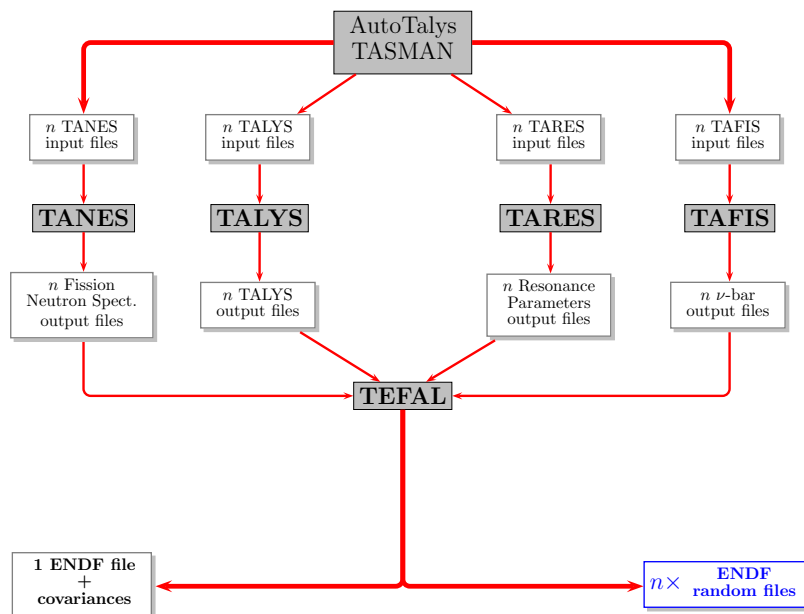 AutoTalys
TASMAN
n TANES
input files
n TALYS
input files
n TARES
input files
n TAFIS
input files
TANES
TALYS
TARES
TAFIS
n Fission
Neutron Spect.
output files
n TALYS
output files
n Resonance
Parameters
output files
n ν-bar
output files
TEFAL
1 ENDF file
+
covariances
n× ENDF
random files